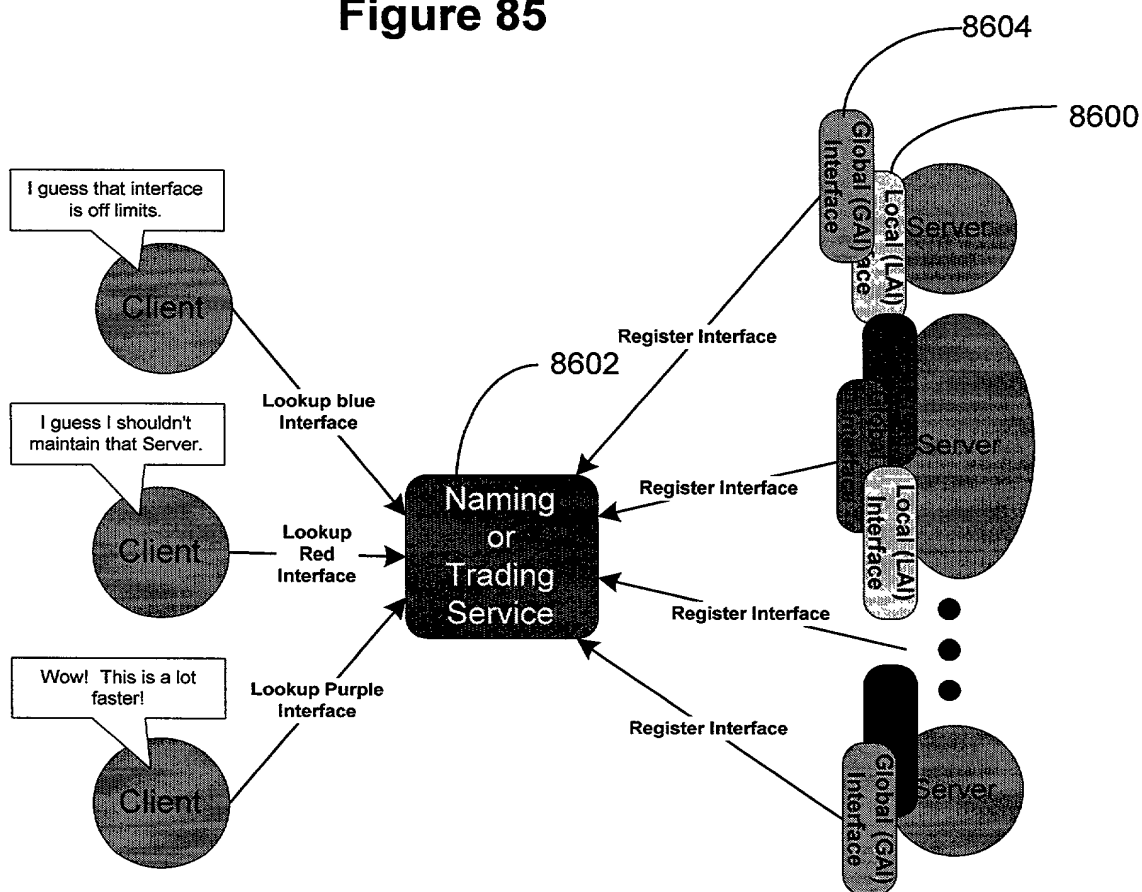 Figure 85
8604
8600
Global (GAI)
Interface
Local (LAI)
face
Server
I guess that interface
is off limits.
Client
Register Interface
8602
Lookup blue
Interface
I guess I shouldn't
maintain that Server.
Client
Lookup
Red
Interface
Naming
or
Trading
Service
Register Interface
Global
Interface
Server
Local (LAI)
Interface
Register Interface
Wow! This is a lot
faster!
Client
Lookup Purple
Interface
Register Interface
Global (GAI)
Interface
Server